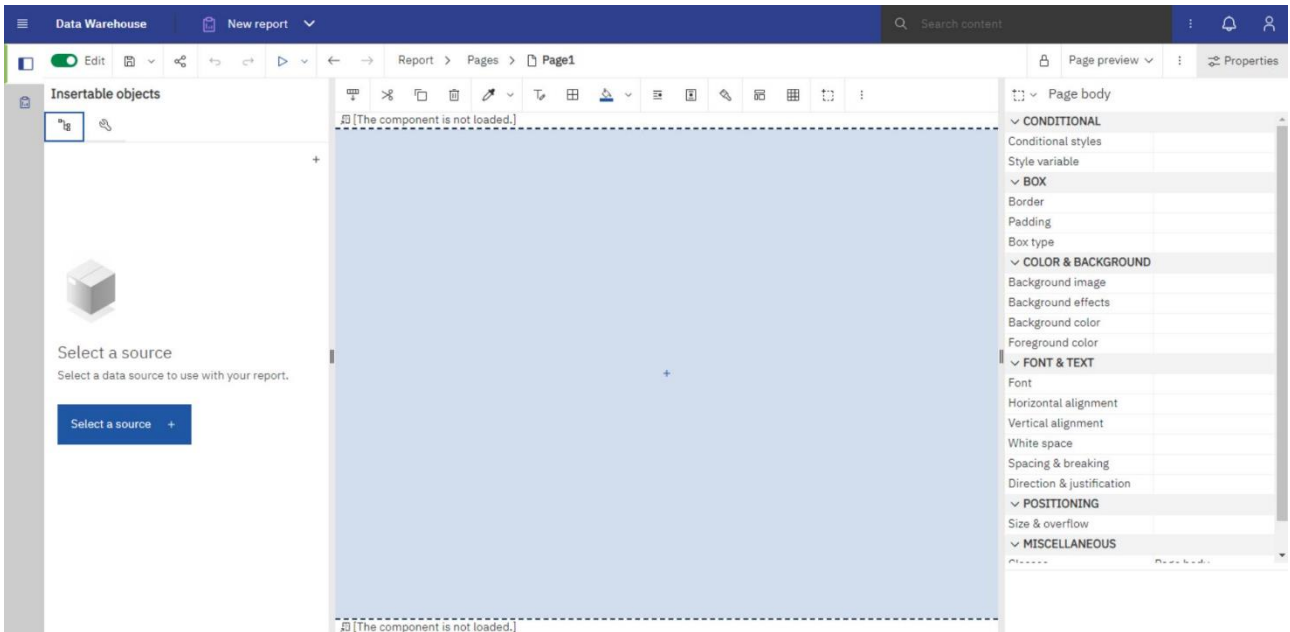 Data Warehouse
New report
Search content
Edit
Report > Pages > Page1
Page preview
Properties
Insertable objects
Select a source
Select a data source to use with your report.
Select a source +
[The component is not loaded.]
+
[The component is not loaded.]
Page body
CONDITIONAL
Conditional styles
Style variable
BOX
Border
Padding
Box type
COLOR & BACKGROUND
Background image
Background effects
Background color
Foreground color
FONT & TEXT
Font
Horizontal alignment
Vertical alignment
White space
Spacing & breaking
Direction & justification
POSITIONING
Size & overflow
MISCELLANEOUS